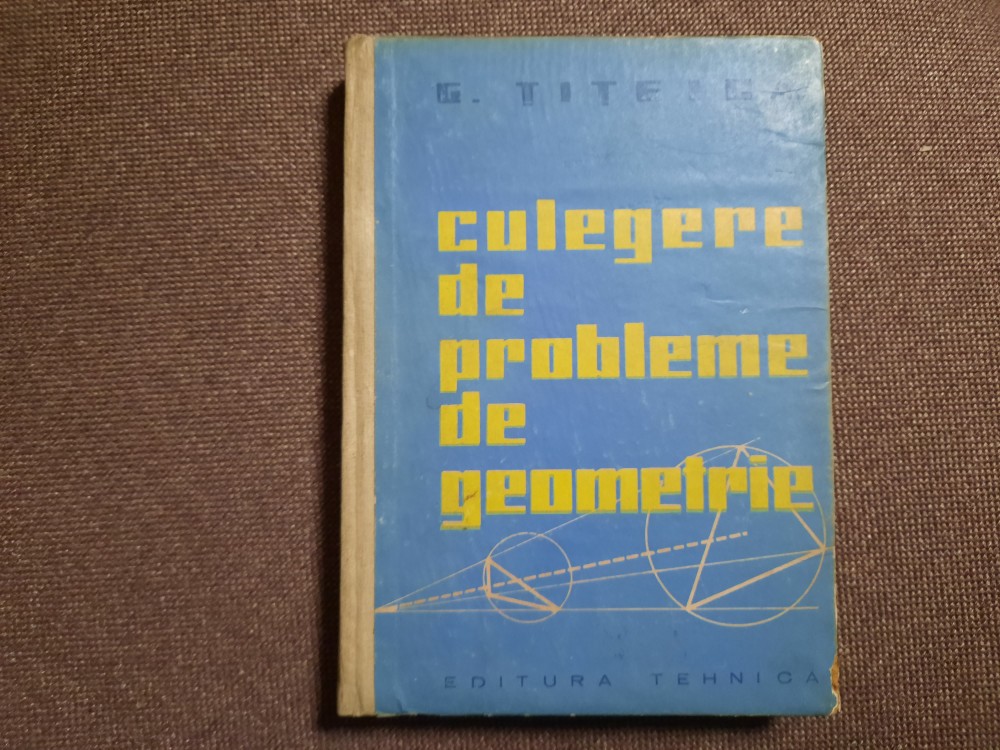 G. ȚIȚEICA
culegere
de
probleme
de
geometrie
EDITURA TEHNICA